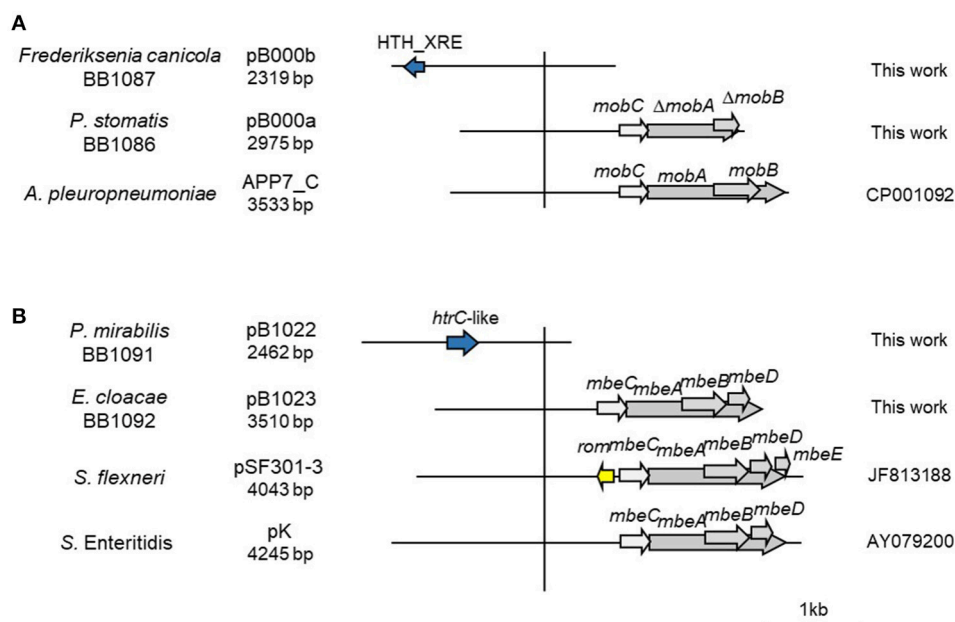 A
Frederiksenia canicola
BB1087
pB000b
2319 bp
HTH_XRE
This work
P. stomatis
BB1086
pB000a
2975 bp
mobC ΔmobA ΔmobB
This work
A. pleuropneumoniae
APP7_C
3533 bp
mobC mobA mobB
CP001092
B
P. mirabilis
BB1091
pB1022
2462 bp
htrC-like
This work
E. cloacae
BB1092
pB1023
3510 bp
mbeC mbeA mbeB mbeD
This work
S. flexneri
pSF301-3
4043 bp
rom mbeC mbeA mbeB mbeD mbeE
JF813188
S. Enteritidis
pK
4245 bp
mbeC mbeA mbeB mbeD
AY079200
1kb